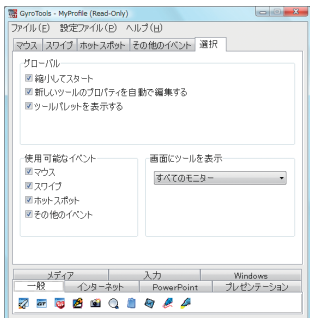 GyroTools - MyProfile (Read-Only)
ファイル(F) 設定ファイル(P) ヘルプ(H)
マウス スワイプ ホットスポット その他のイベント 選択
グローバル
縮小してスタート
新しいツールのプロパティを自動で編集する
ツールパレットを表示する
使用可能なイベント
マウス
スワイプ
ホットスポット
その他のイベント
画面にツールを表示
すべてのモニター
メディア 入力 Windows
一般 インターネット PowerPoint プレゼンテーション